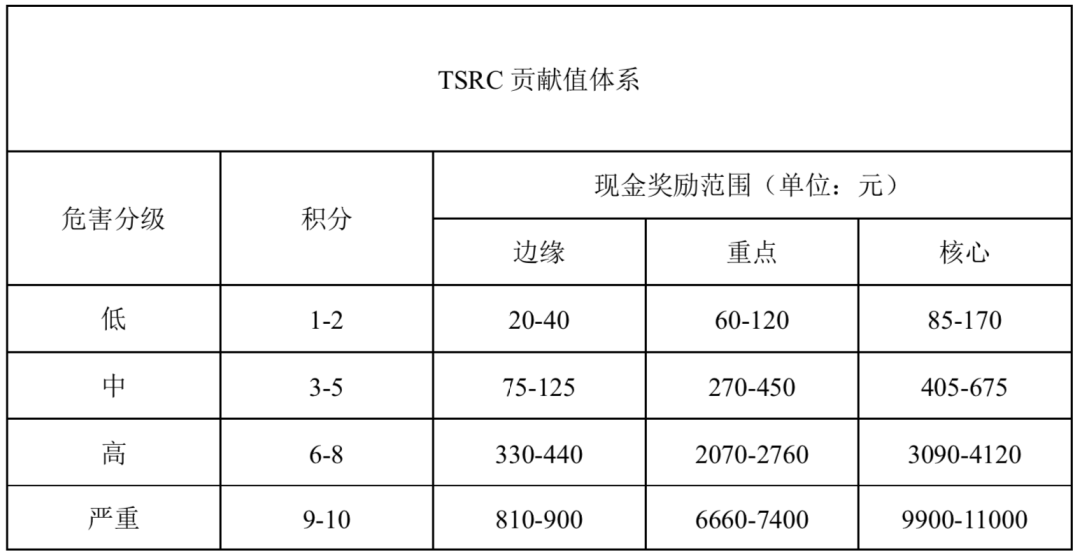 TSRC 贡献值体系
危害分级 积分 现金奖励范围（单位：元）
边缘 重点 核心
低 1-2 20-40 60-120 85-170
中 3-5 75-125 270-450 405-675
高 6-8 330-440 2070-2760 3090-4120
严重 9-10 810-900 6660-7400 9900-11000